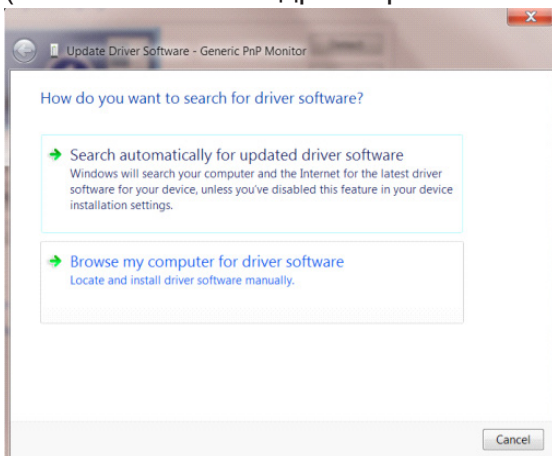 Update Driver Software - Generic PnP Monitor
How do you want to search for driver software?
Search automatically for updated driver software
Windows will search your computer and the Internet for the latest driver
software for your device, unless you've disabled this feature in your device
installation settings.
Browse my computer for driver software
Locate and install driver software manually.
Cancel